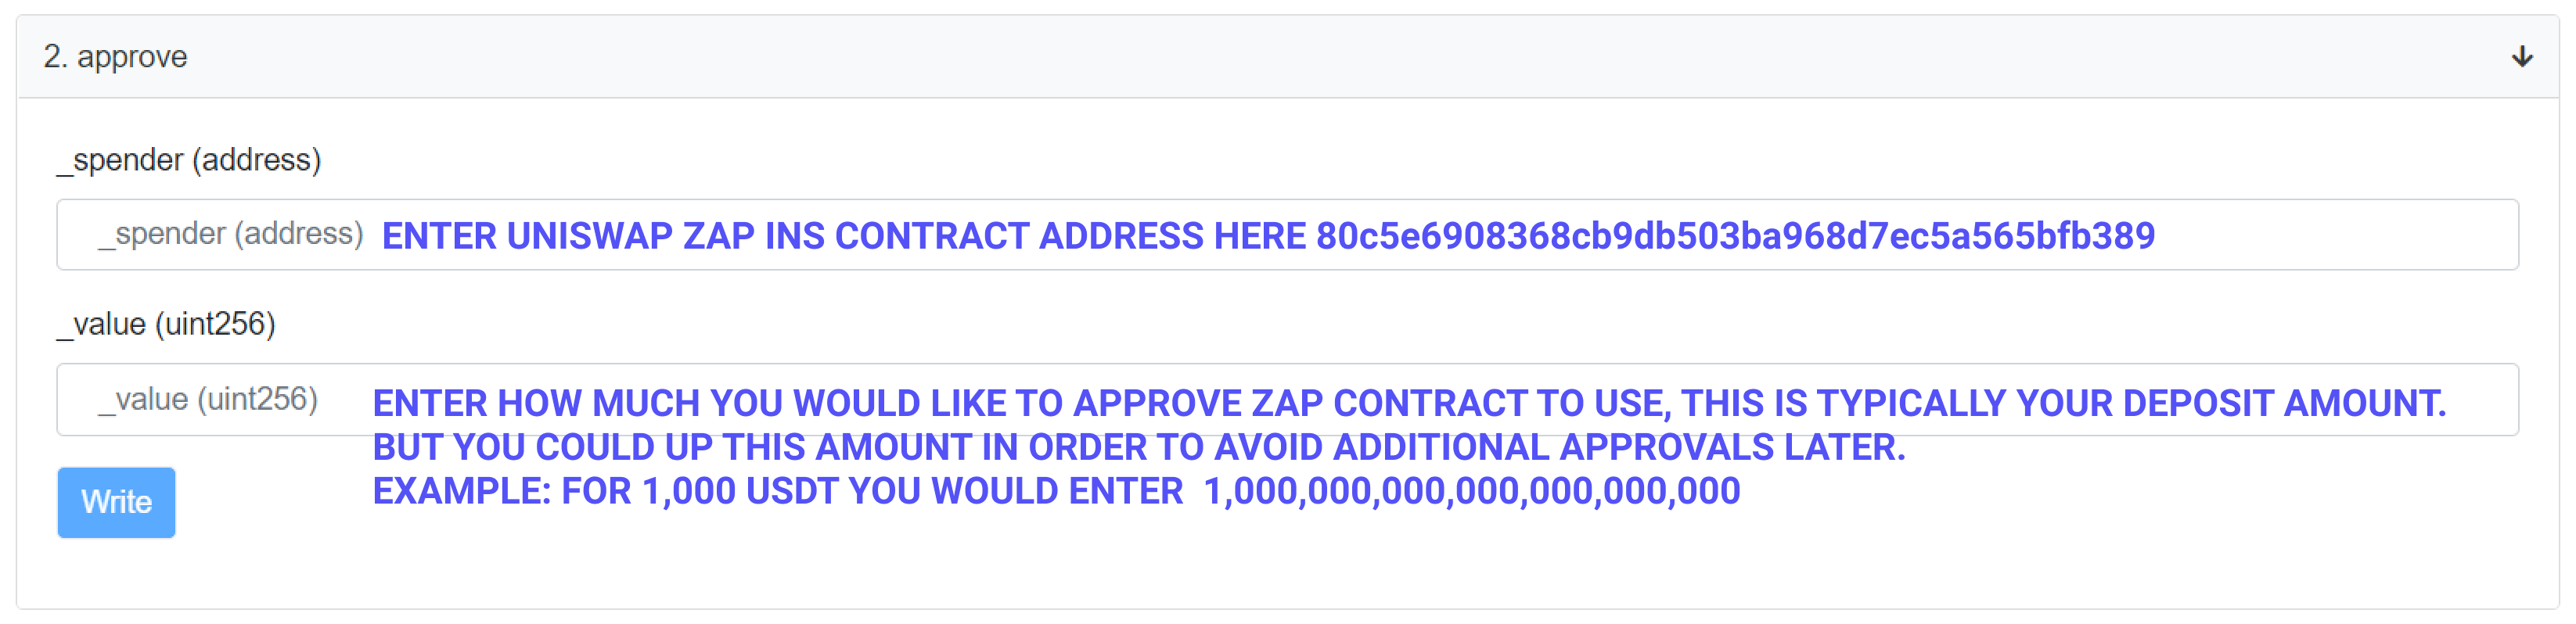 2. approve
_spender (address)
_spender (address) ENTER UNISWAP ZAP INS CONTRACT ADDRESS HERE 80c5e6908368cb9db503ba968d7ec5a565bfb389
_value (uint256)
_value (uint256) ENTER HOW MUCH YOU WOULD LIKE TO APPROVE ZAP CONTRACT TO USE, THIS IS TYPICALLY YOUR DEPOSIT AMOUNT.
BUT YOU COULD UP THIS AMOUNT IN ORDER TO AVOID ADDITIONAL APPROVALS LATER.
Write EXAMPLE: FOR 1,000 USDT YOU WOULD ENTER 1,000,000,000,000,000,000,000